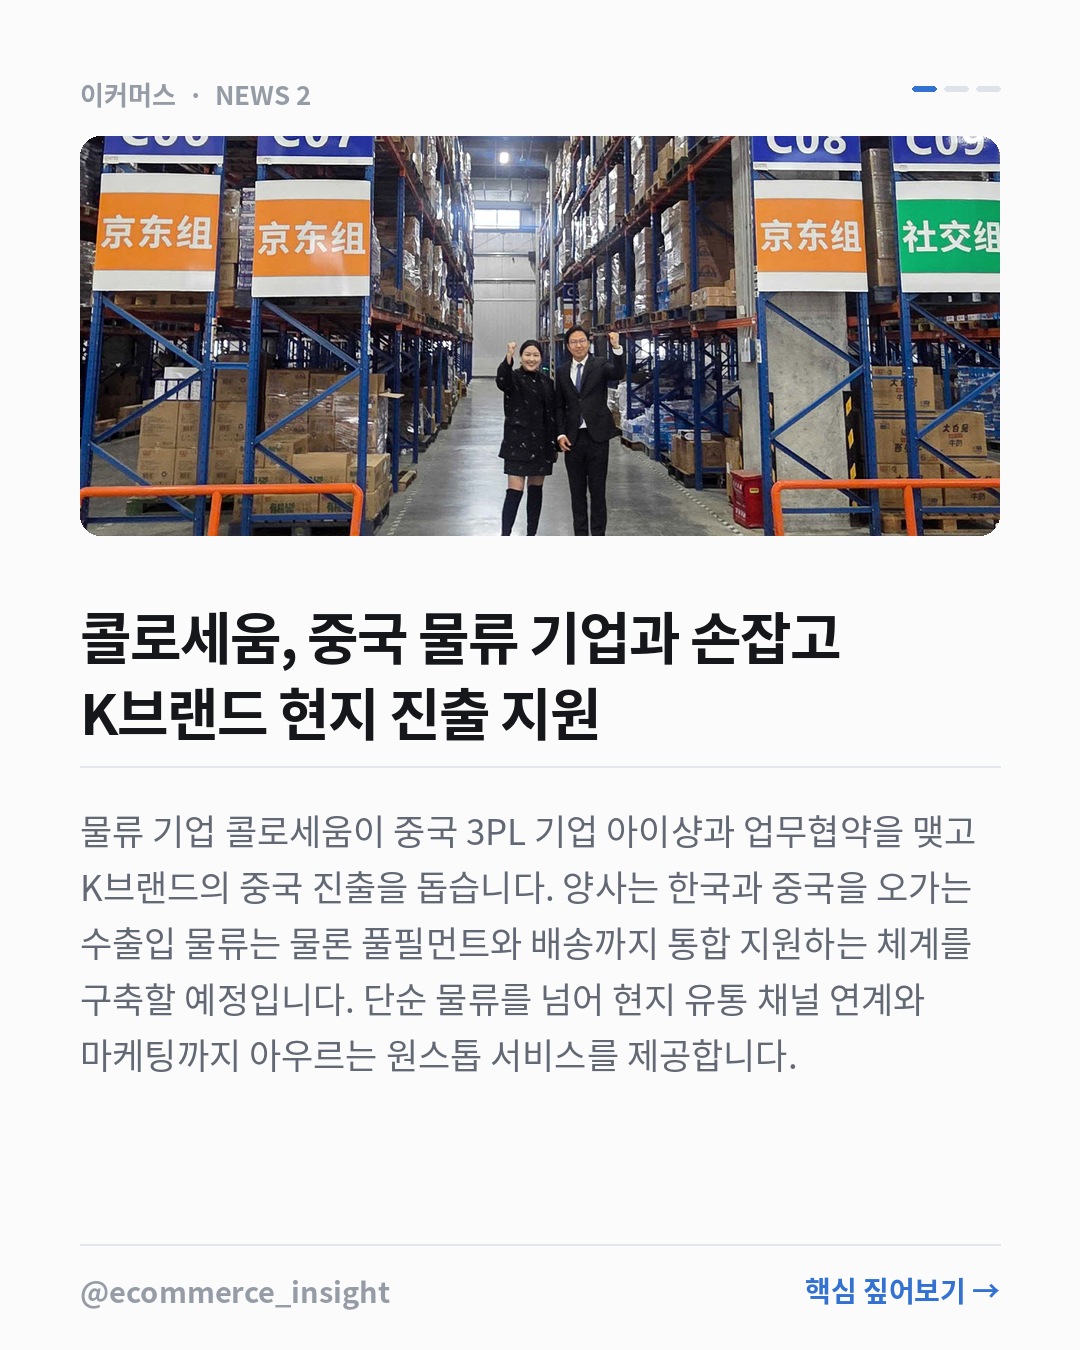 이커머스 · NEWS 2
C06 C07 C08 C09
京东组 京东组 京东组 社交组
콜로세움, 중국 물류 기업과 손잡고
K브랜드 현지 진출 지원
물류 기업 콜로세움이 중국 3PL 기업 아이샹과 업무협약을 맺고
K브랜드의 중국 진출을 돕습니다. 양사는 한국과 중국을 오가는
수출입 물류는 물론 풀필먼트와 배송까지 통합 지원하는 체계를
구축할 예정입니다. 단순 물류를 넘어 현지 유통 채널 연계와
마케팅까지 아우르는 원스톱 서비스를 제공합니다.
@ecommerce_insight
핵심 짚어보기 →